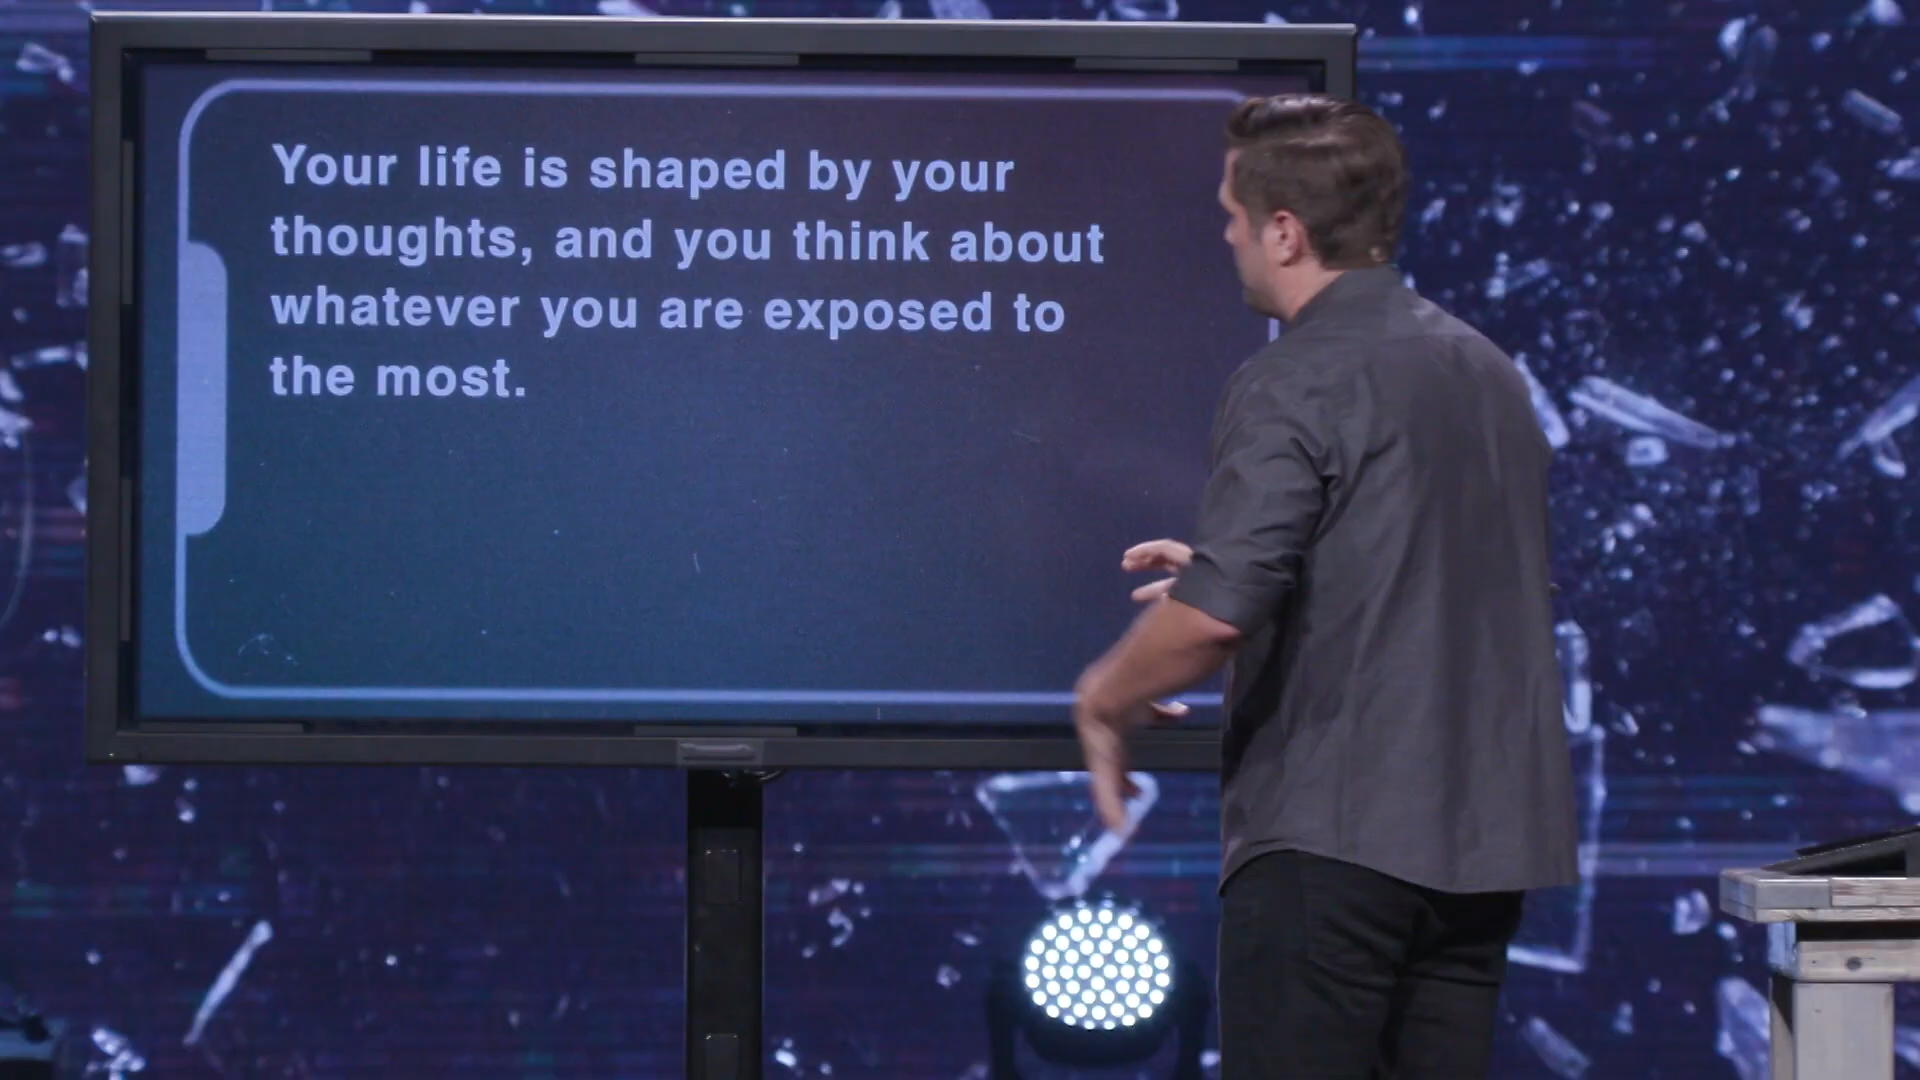 Your life is shaped by your
thoughts, and you think about
whatever you are exposed to
the most.